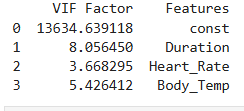 VIF Factor Features
0 13634.639118 const
1 8.056450 Duration
2 3.668295 Heart_Rate
3 5.426412 Body_Temp